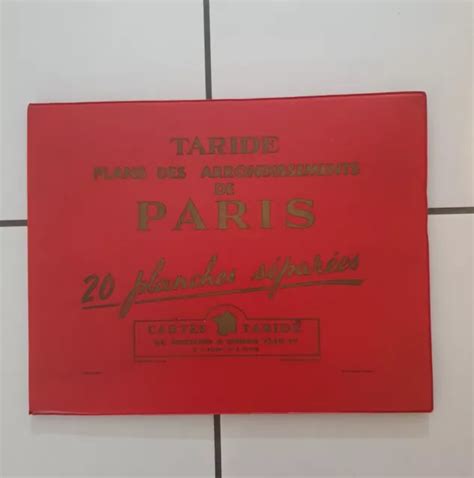 TARIDE
PLANS DES ARRONDISSEMENTS
DE
PARIS
20 planches séparées
CARTES TARIDE